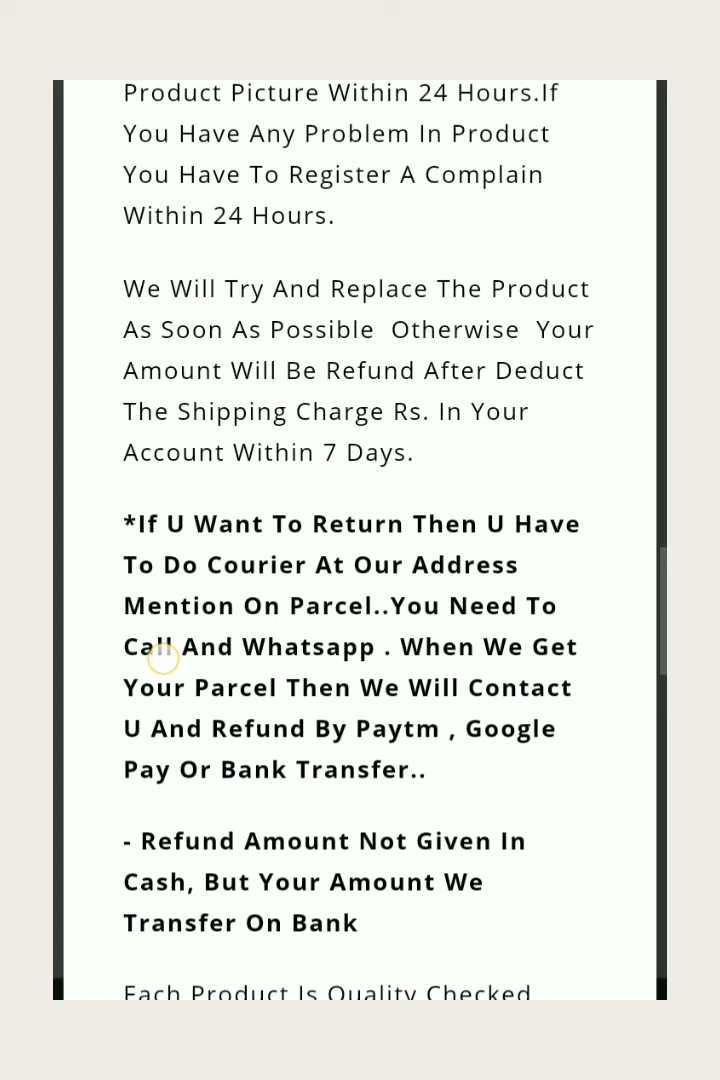 Product Picture Within 24 Hours.If
You Have Any Problem In Product
You Have To Register A Complain
Within 24 Hours.
We Will Try And Replace The Product
As Soon As Possible  Otherwise  Your
Amount Will Be Refund After Deduct
The Shipping Charge Rs. In Your
Account Within 7 Days.
*If U Want To Return Then U Have
To Do Courier At Our Address
Mention On Parcel..You Need To
Call And Whatsapp . When We Get
Your Parcel Then We Will Contact
U And Refund By Paytm , Google
Pay Or Bank Transfer..
- Refund Amount Not Given In
Cash, But Your Amount We
Transfer On Bank
Each Product Is Quality Checked